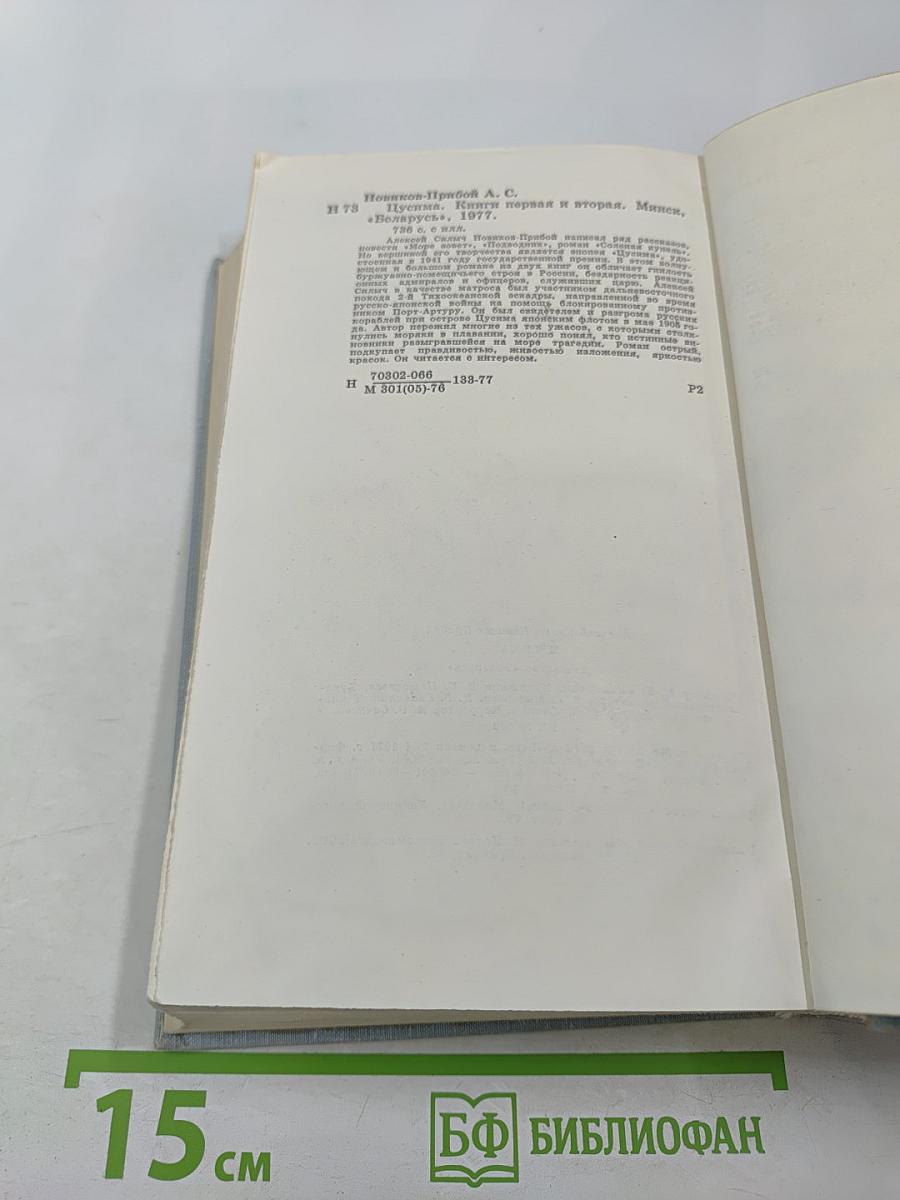 Новиков-Прибой А. С.
Н 73 Цусима. Книги первая и вторая. Минск,
«Беларусь», 1977.
736 с. с илл.
Алексей Силыч Новиков-Прибой написал ряд рассказов,
повести «Море зовет», «Подводник», роман «Соленая купель».
Но вершиной его творчества является эпопея «Цусима», удо-
стоенная в 1941 году государственной премии. В этом волну-
ющем и большом романе из двух книг он обличает гнилость
буржуазно-помещичьего строя в России, бездарность реакци-
онных адмиралов и офицеров, служивших царю. Алексей
Силыч в качестве матроса был участником дальневосточного
похода 2-й Тихоокеанской эскадры, направленной во время
русско-японской войны на помощь блокированному против-
ником Порт-Артуру. Он был свидетелем и разгрома русских
кораблей при острове Цусима японским флотом в мае 1905 го-
да. Автор пережил многие из тех ужасов, с которыми столк-
нулись моряки в плавании, хорошо понял, кто истинные ви-
новники разыгравшейся на море трагедии. Роман острый,
подкупает правдивостью, живостью изложения, яркостью
красок. Он читается с интересом.
Н 70302-066 133-77
М 301(05)-76
Р2
15 см
БФ БИБЛИОФАН